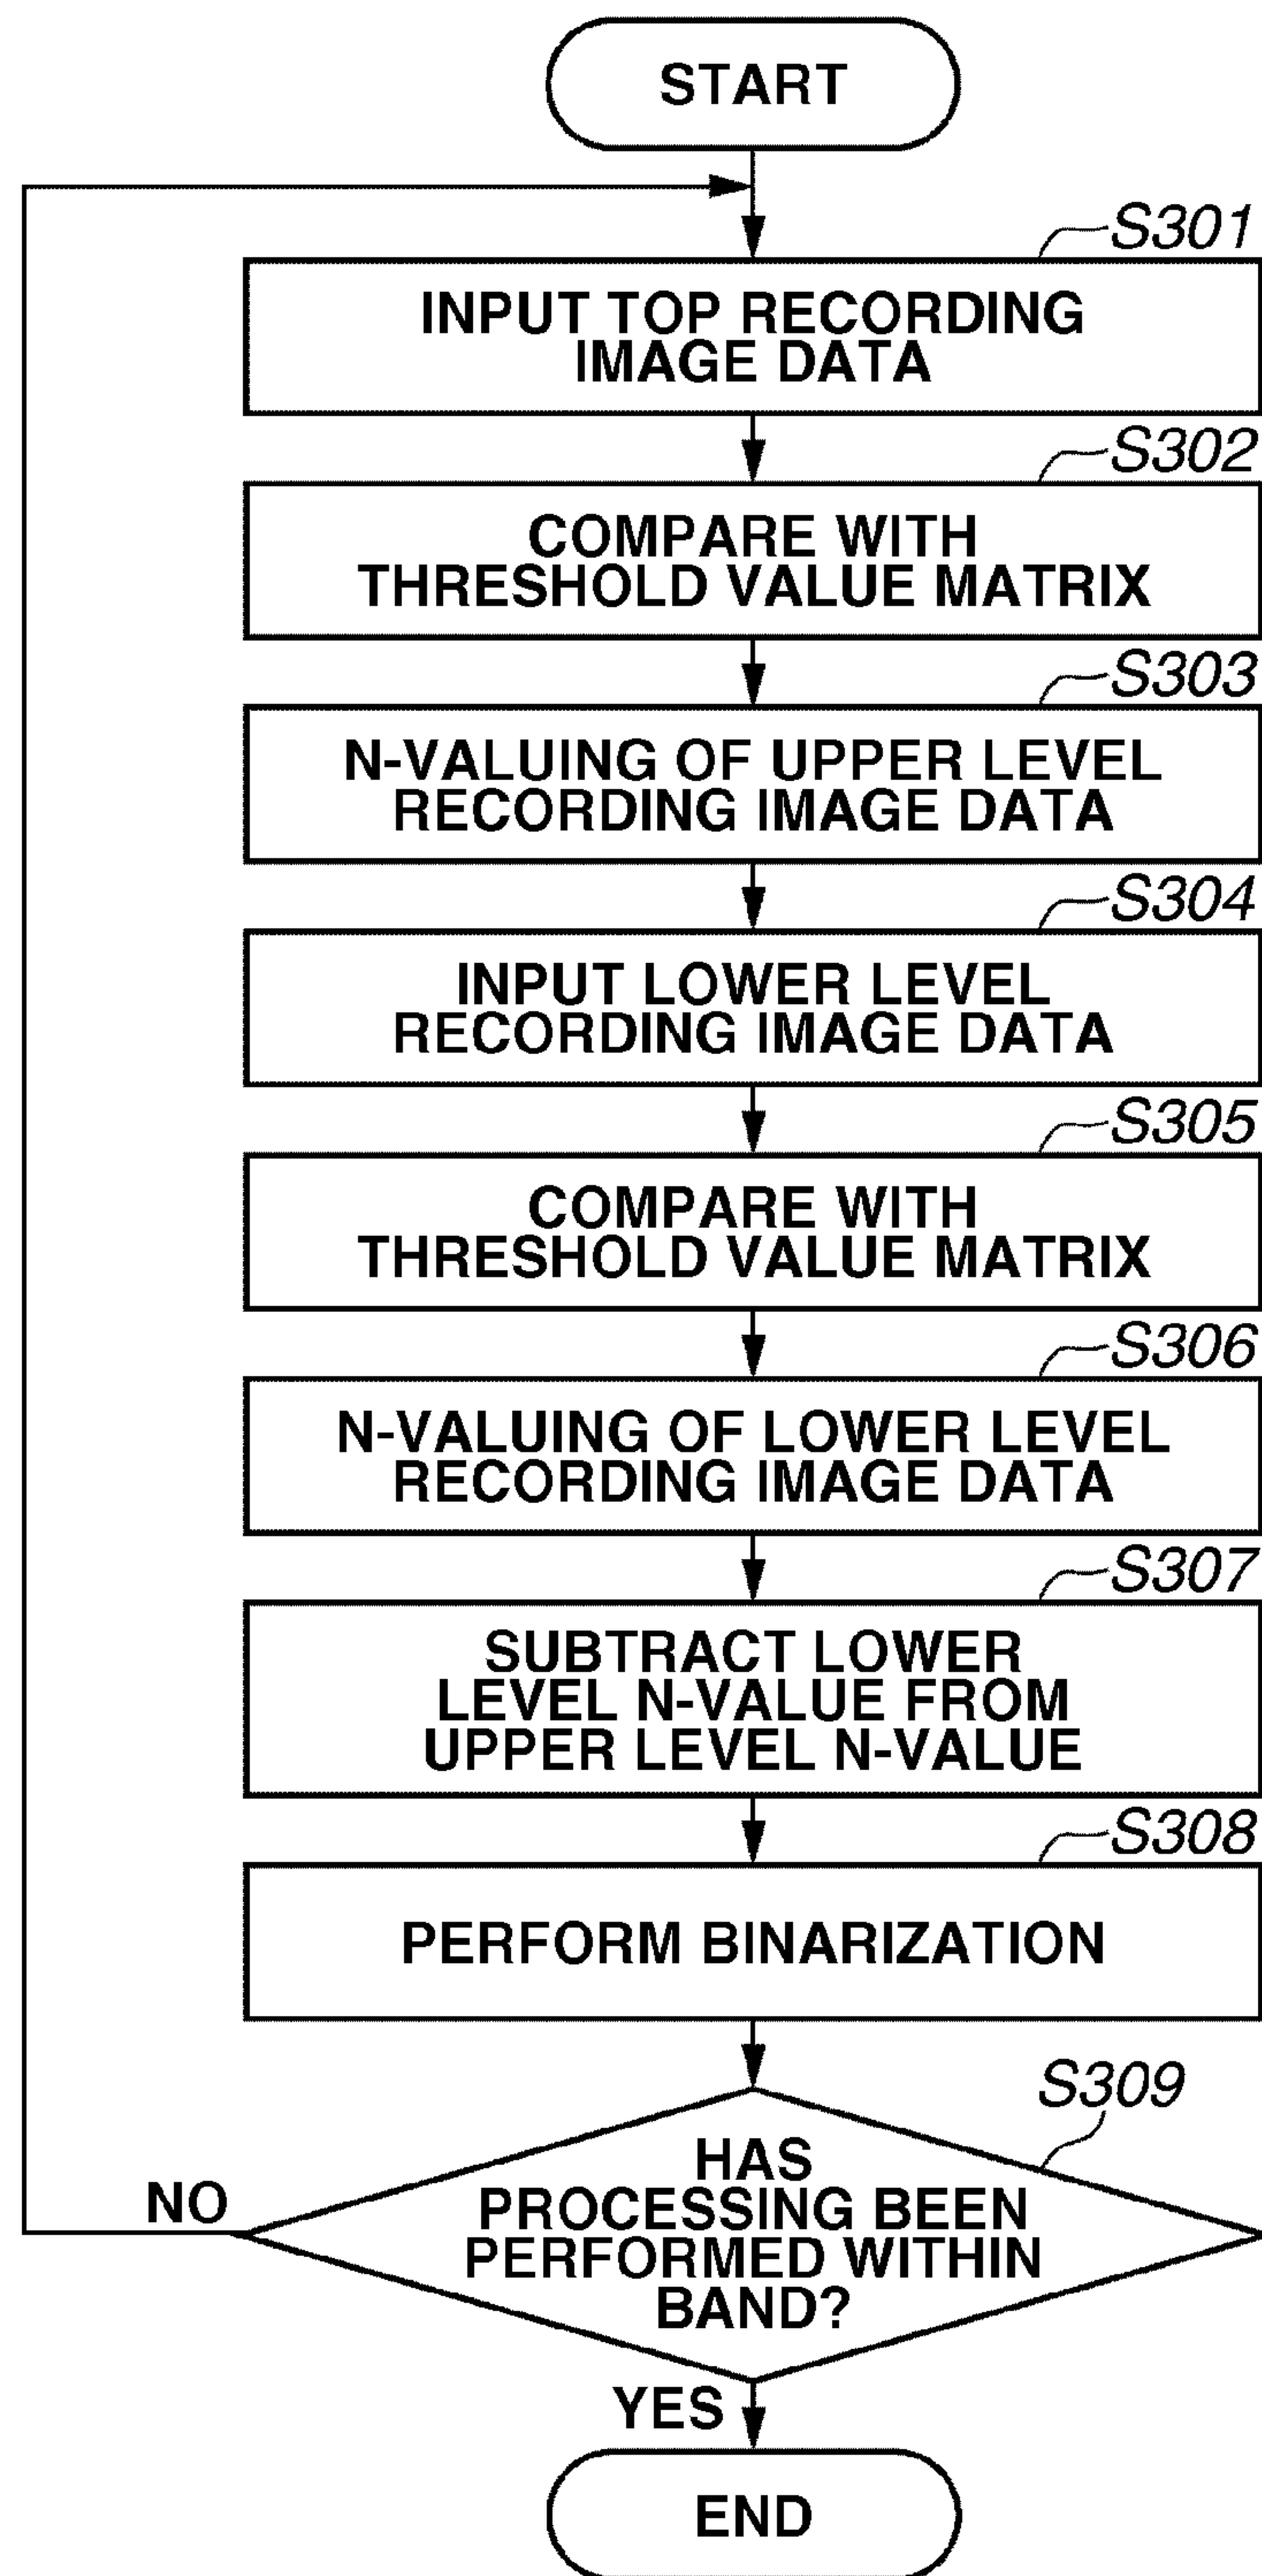 START
S301
INPUT TOP RECORDING
IMAGE DATA
S302
COMPARE WITH
THRESHOLD VALUE MATRIX
S303
N-VALUING OF UPPER LEVEL
RECORDING IMAGE DATA
S304
INPUT LOWER LEVEL
RECORDING IMAGE DATA
S305
COMPARE WITH
THRESHOLD VALUE MATRIX
S306
N-VALUING OF LOWER LEVEL
RECORDING IMAGE DATA
S307
SUBTRACT LOWER
LEVEL N-VALUE FROM
UPPER LEVEL N-VALUE
S308
PERFORM BINARIZATION
S309
HAS
PROCESSING BEEN
PERFORMED WITHIN
BAND?
NO
YES
END